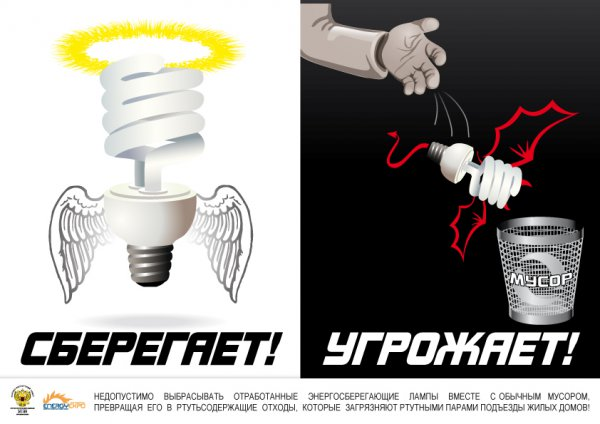 МУСОР
СБЕРЕГАЕТ!
УГРОЖАЕТ!
ENERGYEXPO
НЕДОПУСТИМО ВЫБРАСЫВАТЬ ОТРАБОТАННЫЕ ЭНЕРГОСБЕРЕГАЮЩИЕ ЛАМПЫ ВМЕСТЕ С ОБЫЧНЫМ МУСОРОМ,
ПРЕВРАЩАЯ ЕГО В РТУТЬСОДЕРЖАЩИЕ ОТХОДЫ, КОТОРЫЕ ЗАГРЯЗНЯЮТ РТУТНЫМИ ПАРАМИ ПОДЪЕЗДЫ ЖИЛЫХ ДОМОВ!